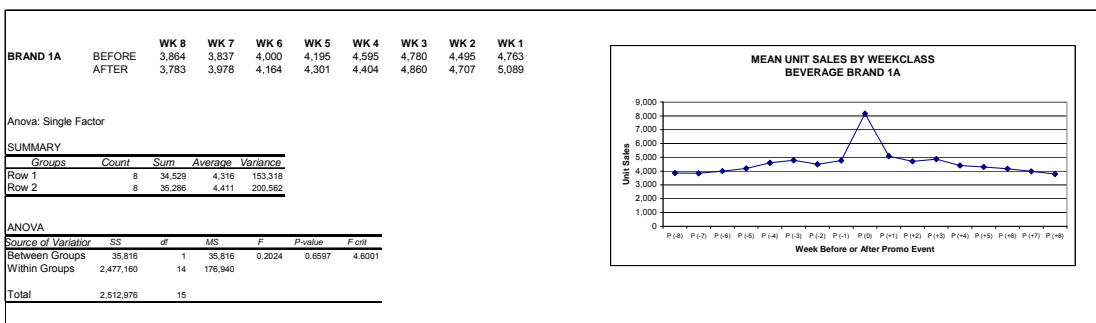 WK 8 WK 7 WK 6 WK 5 WK 4 WK 3 WK 2 WK 1
BRAND 1A BEFORE 3,864 3,837 4,000 4,195 4,595 4,780 4,495 4,763
AFTER 3,783 3,978 4,164 4,301 4,404 4,860 4,707 5,089
Anova: Single Factor
SUMMARY
Groups Count Sum Average Variance
Row 1 8 34,529 4,316 153,318
Row 2 8 35,286 4,411 200,562
ANOVA
Source of Variation SS df MS F P-value F crit
Between Groups 35,816 1 35,816 0.2024 0.6597 4.6001
Within Groups 2,477,160 14 176,940
Total 2,512,976 15
MEAN UNIT SALES BY WEEKCLASS
BEVERAGE BRAND 1A
9,000
8,000
7,000
6,000
5,000
4,000
3,000
2,000
1,000
0
Unit Sales
P (-8) P (-7) P (-6) P (-5) P (-4) P (-3) P (-2) P (-1) P (0) P (+1) P (+2) P (+3) P (+4) P (+5) P (+6) P (+7) P (+8)
Week Before or After Promo Event